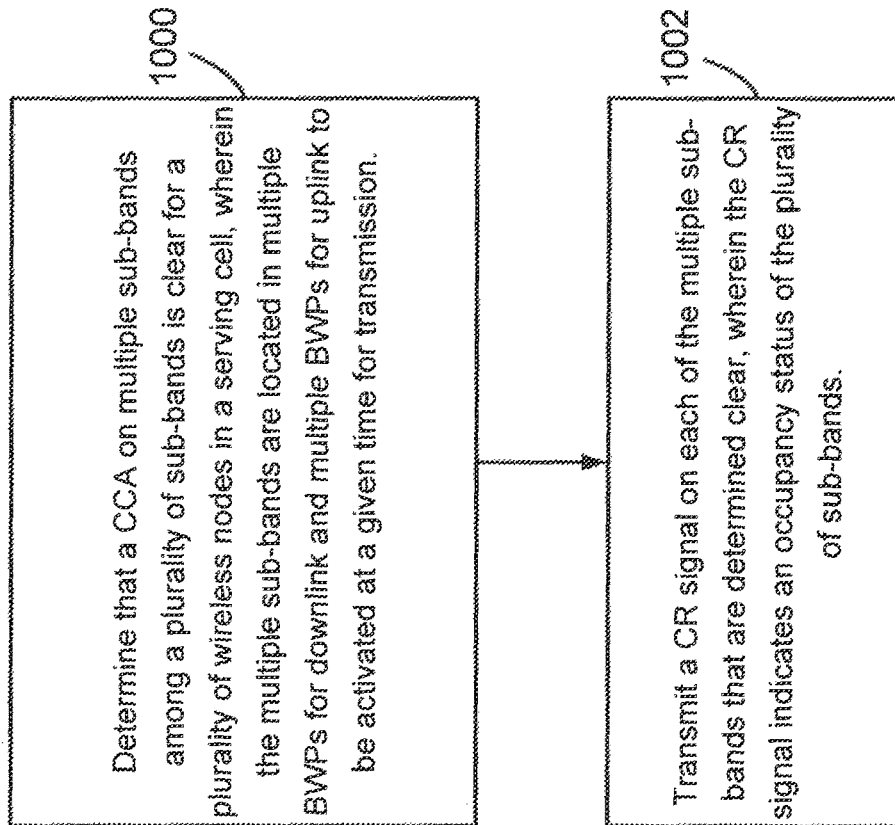 Determine that a CCA on multiple sub-bands
among a plurality of sub-bands is clear for a
plurality of wireless nodes in a serving cell, wherein
the multiple sub-bands are located in multiple
BWPs for downlink and multiple BWPs for uplink to
be activated at a given time for transmission.
1000
Transmit a CR signal on each of the multiple sub-
bands that are determined clear, wherein the CR
signal indicates an occupancy status of the plurality
of sub-bands.
1002